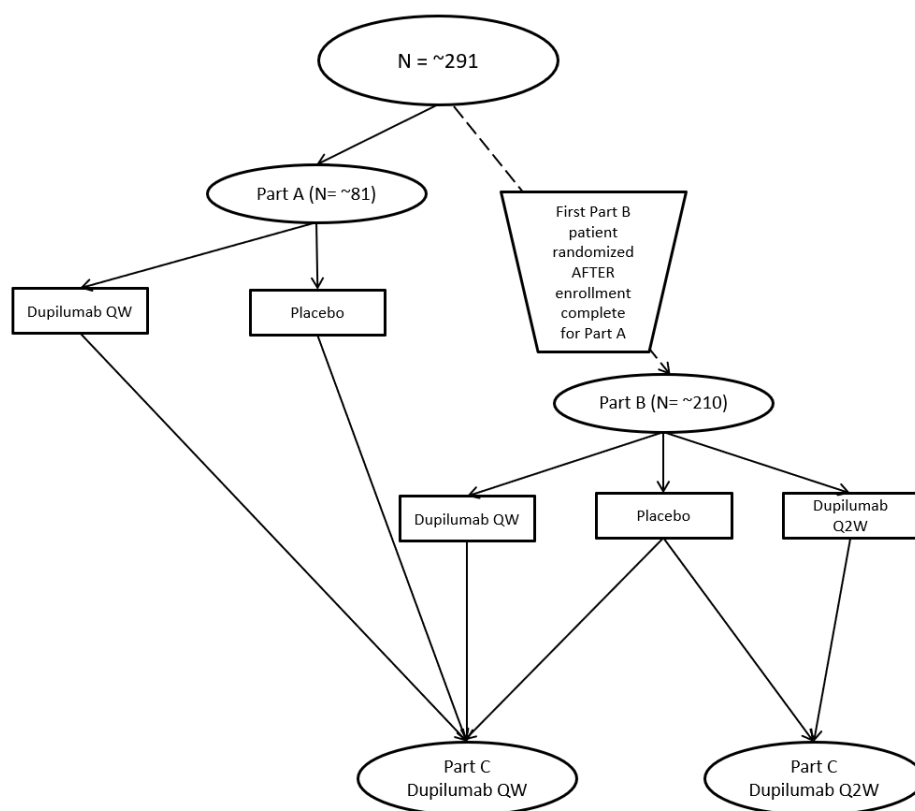 N = ~291
Part A (N= ~81)
First Part B
patient
randomized
AFTER
enrollment
complete
for Part A
Dupilumab QW
Placebo
Part B (N= ~210)
Dupilumab QW
Placebo
Dupilumab
Q2W
Part C
Dupilumab QW
Part C
Dupilumab Q2W